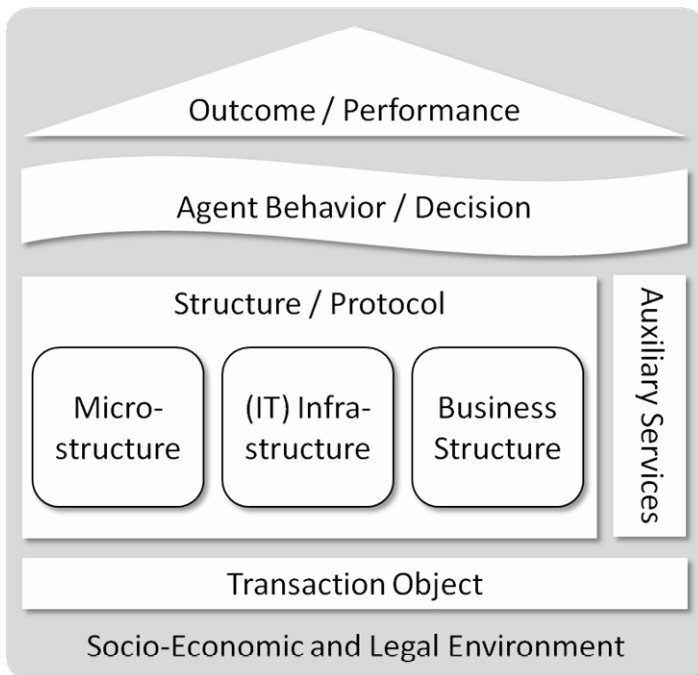 Outcome / Performance
Agent Behavior / Decision
Structure / Protocol
Micro-
structure
(IT) Infra-
structure
Business
Structure
Auxiliary Services
Transaction Object
Socio-Economic and Legal Environment